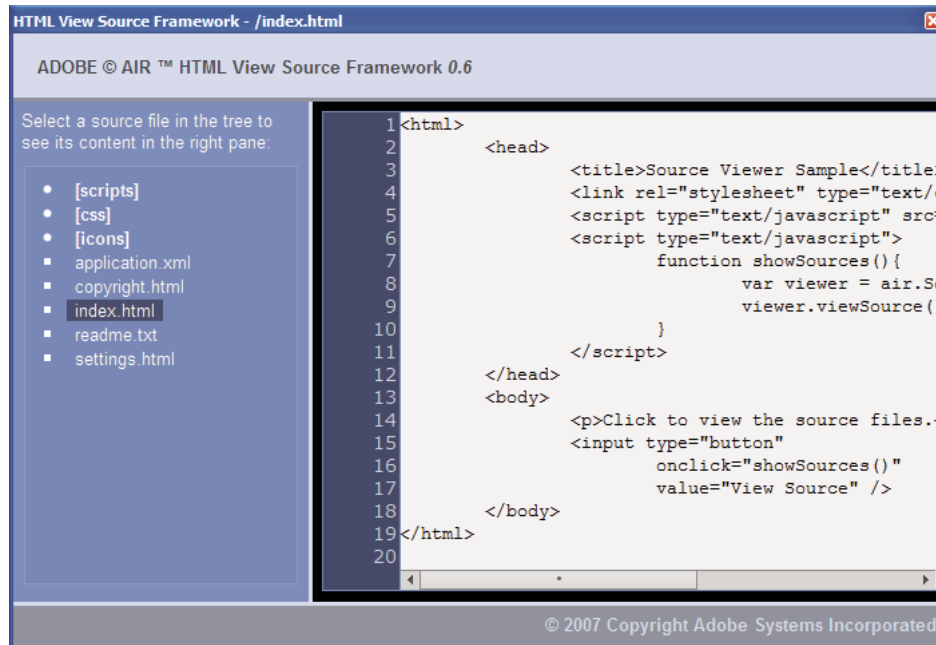 HTML View Source Framework - /index.html
ADOBE © AIR ™ HTML View Source Framework 0.6
Select a source file in the tree to
see its content in the right pane:
[scripts]
[css]
[icons]
application.xml
copyright.html
index.html
readme.txt
settings.html
1 <html>
2 <head>
3 <title>Source Viewer Sample</title
4 <link rel="stylesheet" type="text/
5 <script type="text/javascript" src
6 <script type="text/javascript">
7 function showSources(){
8 var viewer = air.S
9 viewer.viewSource(
10 }
11 </script>
12 </head>
13 <body>
14 <p>Click to view the source files.
15 <input type="button"
16 onclick="showSources()"
17 value="View Source" />
18 </body>
19 </html>
20
© 2007 Copyright Adobe Systems Incorporated